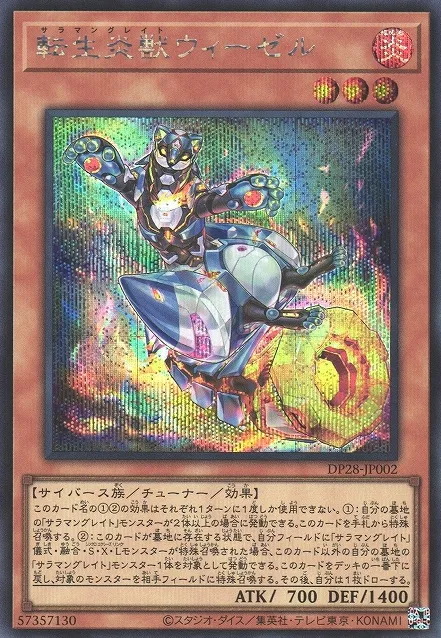 サラマングレイト
転生炎獣ウィーゼル
炎
DP28-JP002
【サイバース族／チューナー／効果】
このカード名の①②の効果はそれぞれ1ターンに1度しか使用できない。①：自分の墓地
の「サラマングレイト」モンスターが2体以上の場合に発動できる。このカードを手札から特殊
召喚する。②：このカードが墓地に存在する状態で、自分フィールドに「サラマングレイト」
儀式・融合・S・X・Lモンスターが特殊召喚された場合、このカード以外の自分の墓地の
「サラマングレイト」モンスター1体を対象として発動できる。このカードをデッキの一番下に
戻し、対象のモンスターを相手フィールドに特殊召喚する。その後、自分は1枚ドローする。
ATK／ 700 DEF/1400
57357130
©スタジオ・ダイス／集英社・テレビ東京・KONAMI